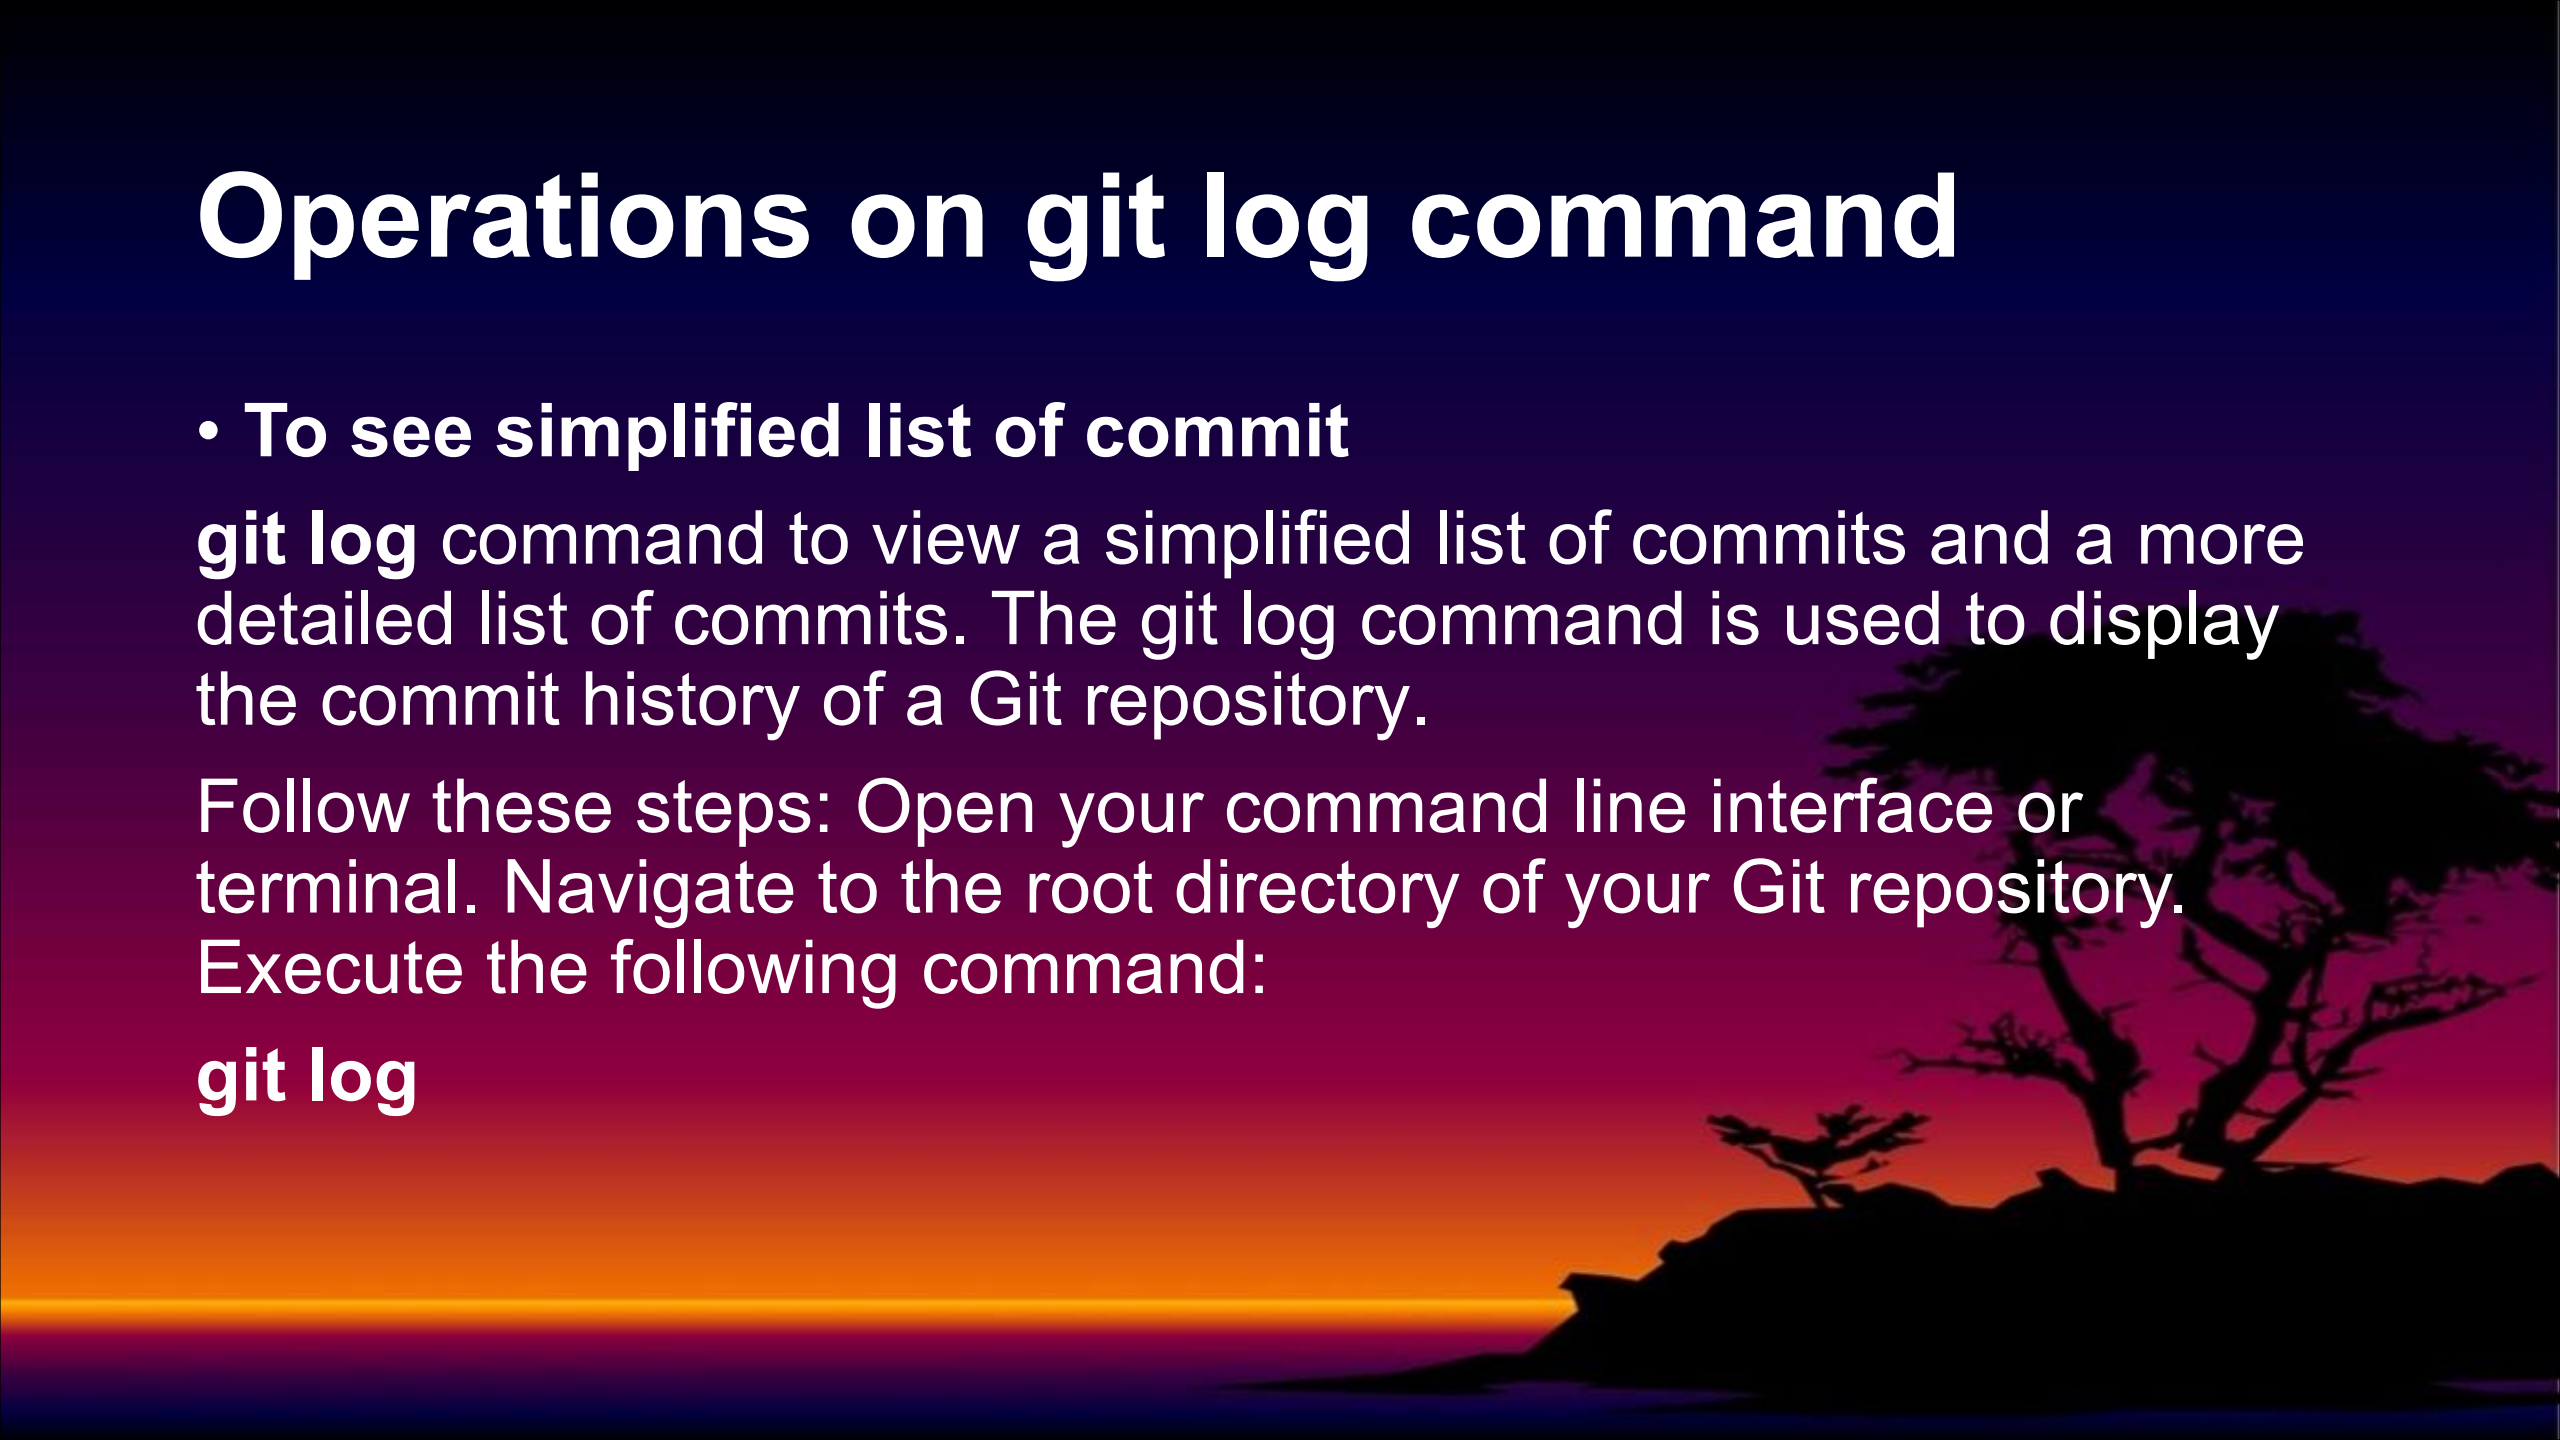 Operations on git log command
• To see simplified list of commit
git log command to view a simplified list of commits and a more
detailed list of commits. The git log command is used to display
the commit history of a Git repository.
Follow these steps: Open your command line interface or
terminal. Navigate to the root directory of your Git repository.
Execute the following command:
git log